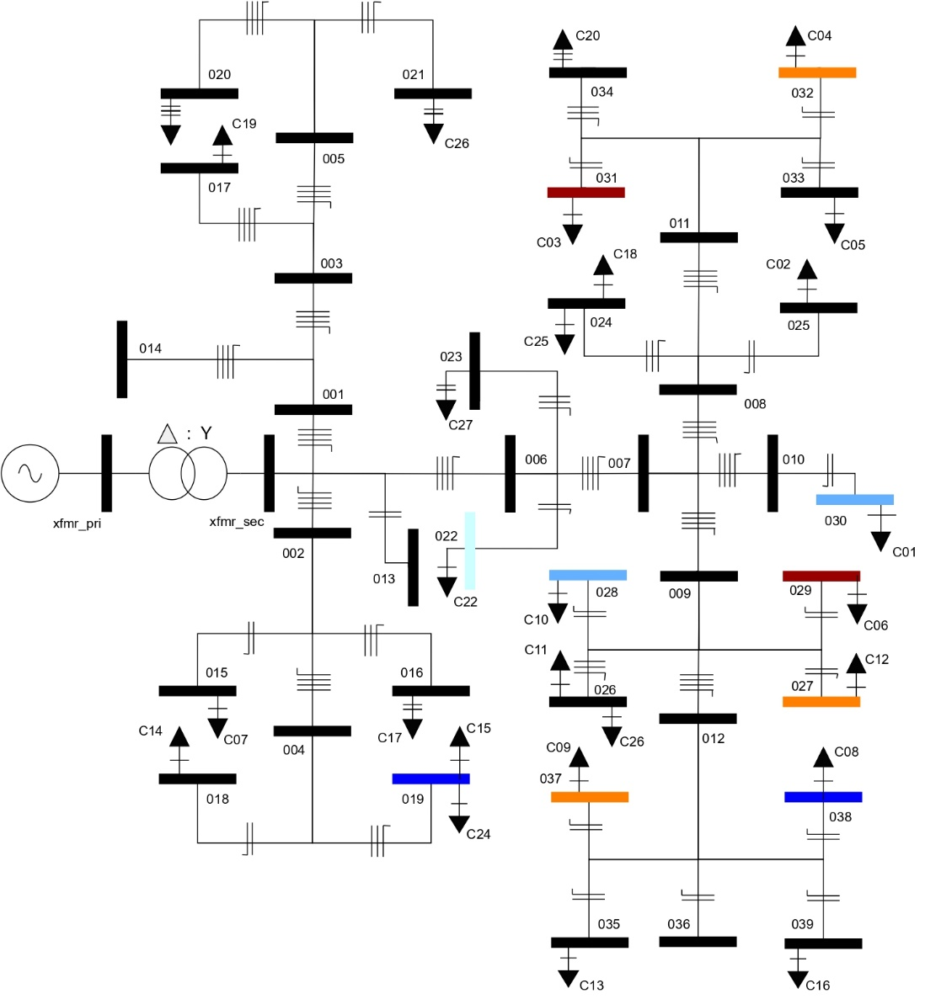 C20
C04
020
021
034
032
C19
C26
005
017
031
033
011
C03
C05
003
C18
C02
024
025
C25
014
023
001
008
C27
△ : Y
006
007
010
xfmr_pri
xfmr_sec
030
022
002
C01
013
C22
028
009
029
C10
C06
C11
C12
015
016
026
027
C14
C07
C17
C15
004
C26
012
C09
C08
037
018
019
038
C24
035
036
039
C13
C16